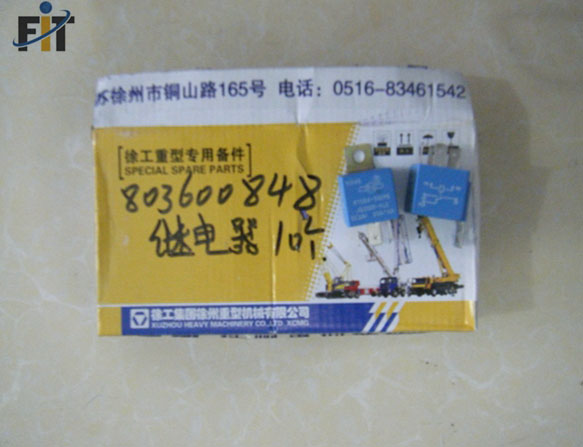 FIT
苏徐州市铜山路165号 电话：0516-83461542
徐工重型专用备件
SPECIAL SPARE PARTS
803600848
继电器 10个
徐工集团徐州重型机械有限公司
XUZHOU HEAVY MACHINERY CO.,LTD. XCMG